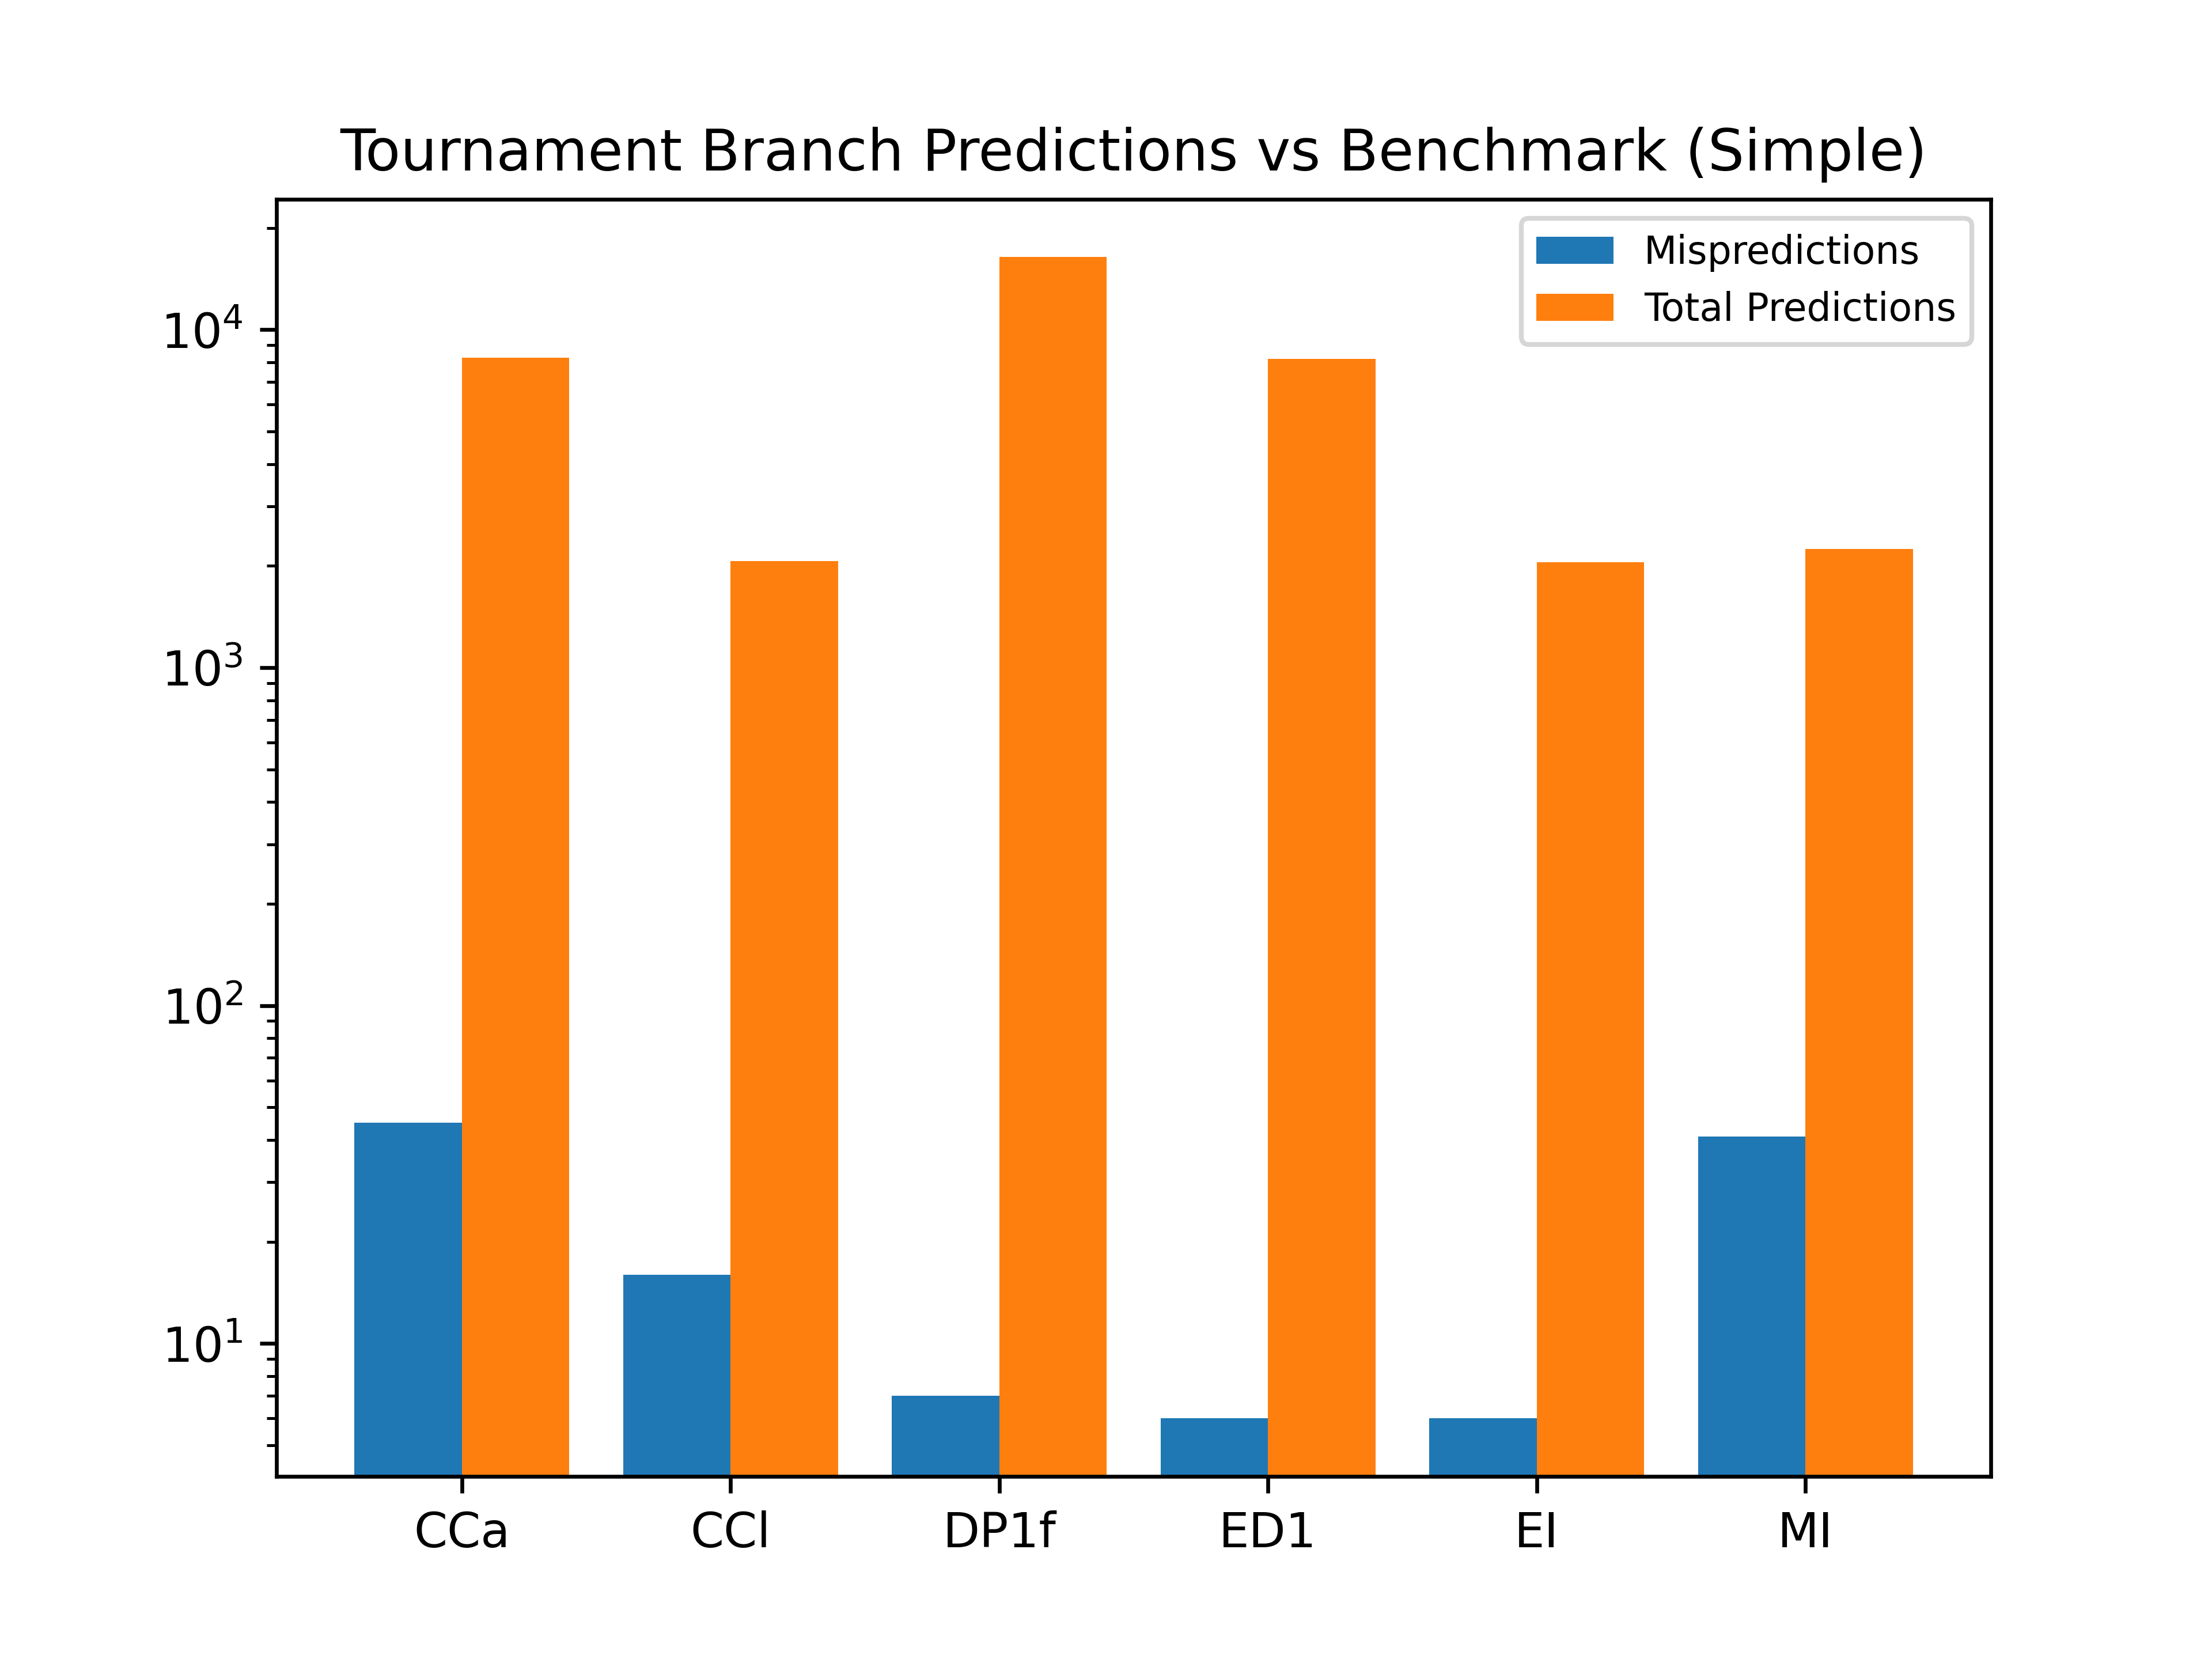 Tournament Branch Predictions vs Benchmark (Simple)
Mispredictions
Total Predictions
10⁴
10³
10²
10¹
CCa CCl DP1f ED1 EI MI